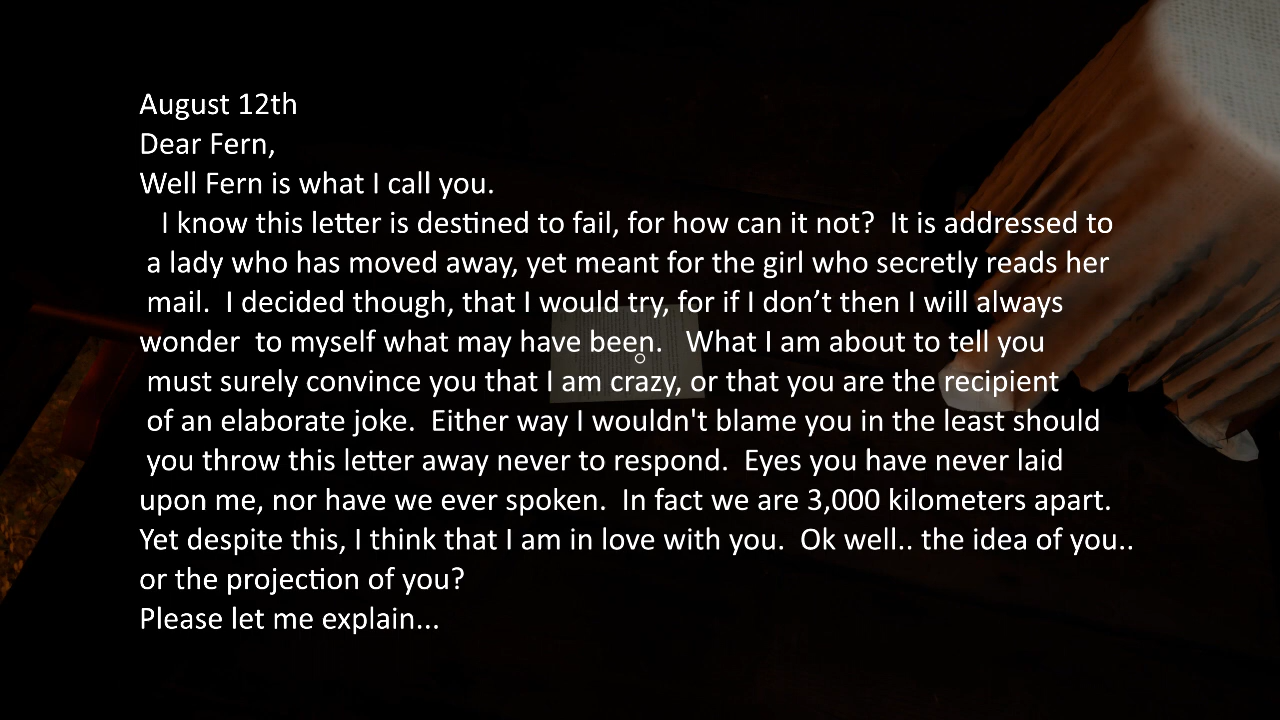 August 12th
Dear Fern,
Well Fern is what I call you.
I know this letter is destined to fail, for how can it not?  It is addressed to
a lady who has moved away, yet meant for the girl who secretly reads her
mail.  I decided though, that I would try, for if I don’t then I will always
wonder  to myself what may have been.   What I am about to tell you
must surely convince you that I am crazy, or that you are the recipient
of an elaborate joke.  Either way I wouldn't blame you in the least should
you throw this letter away never to respond.  Eyes you have never laid
upon me, nor have we ever spoken.  In fact we are 3,000 kilometers apart.
Yet despite this, I think that I am in love with you.  Ok well.. the idea of you..
or the projection of you?
Please let me explain...